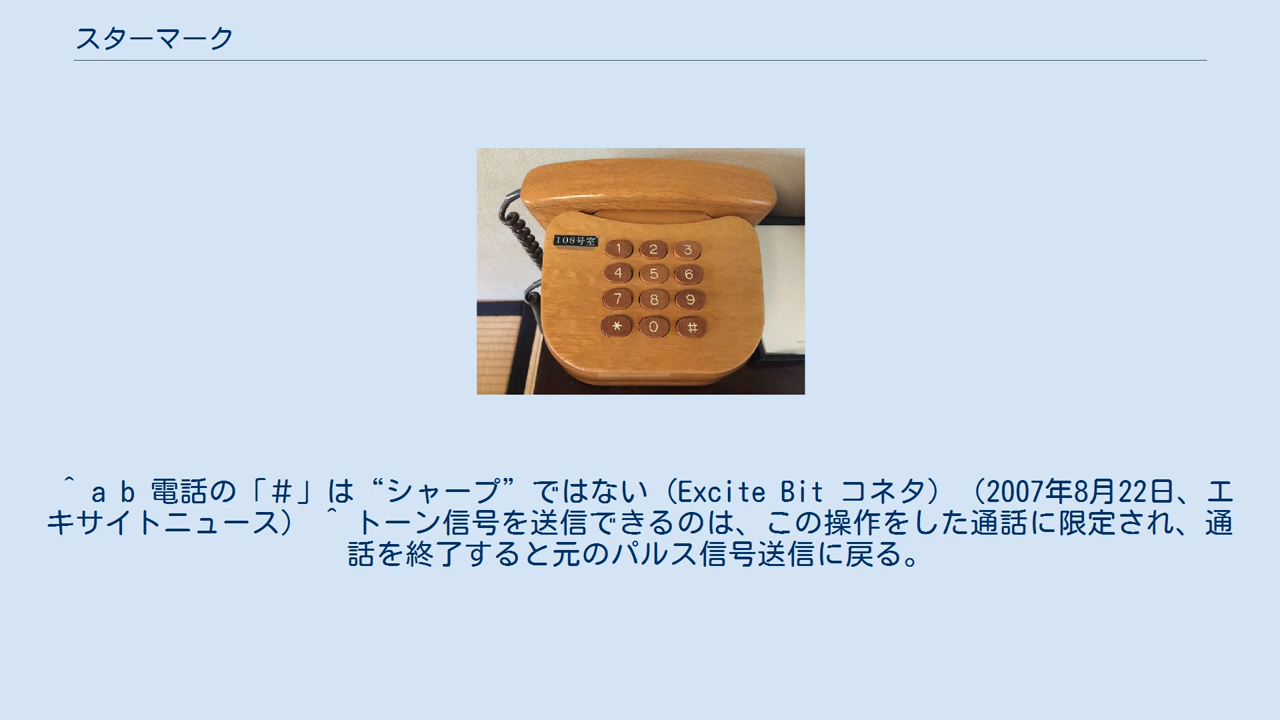 スターマーク
108号室
1 2 3
4 5 6
7 8 9
* 0 #
^ a b 電話の「＃」は“シャープ”ではない（Excite Bit コネタ）（2007年8月22日、エ
キサイトニュース） ^ トーン信号を送信できるのは、この操作をした通話に限定され、通
話を終了すると元のパルス信号送信に戻る。